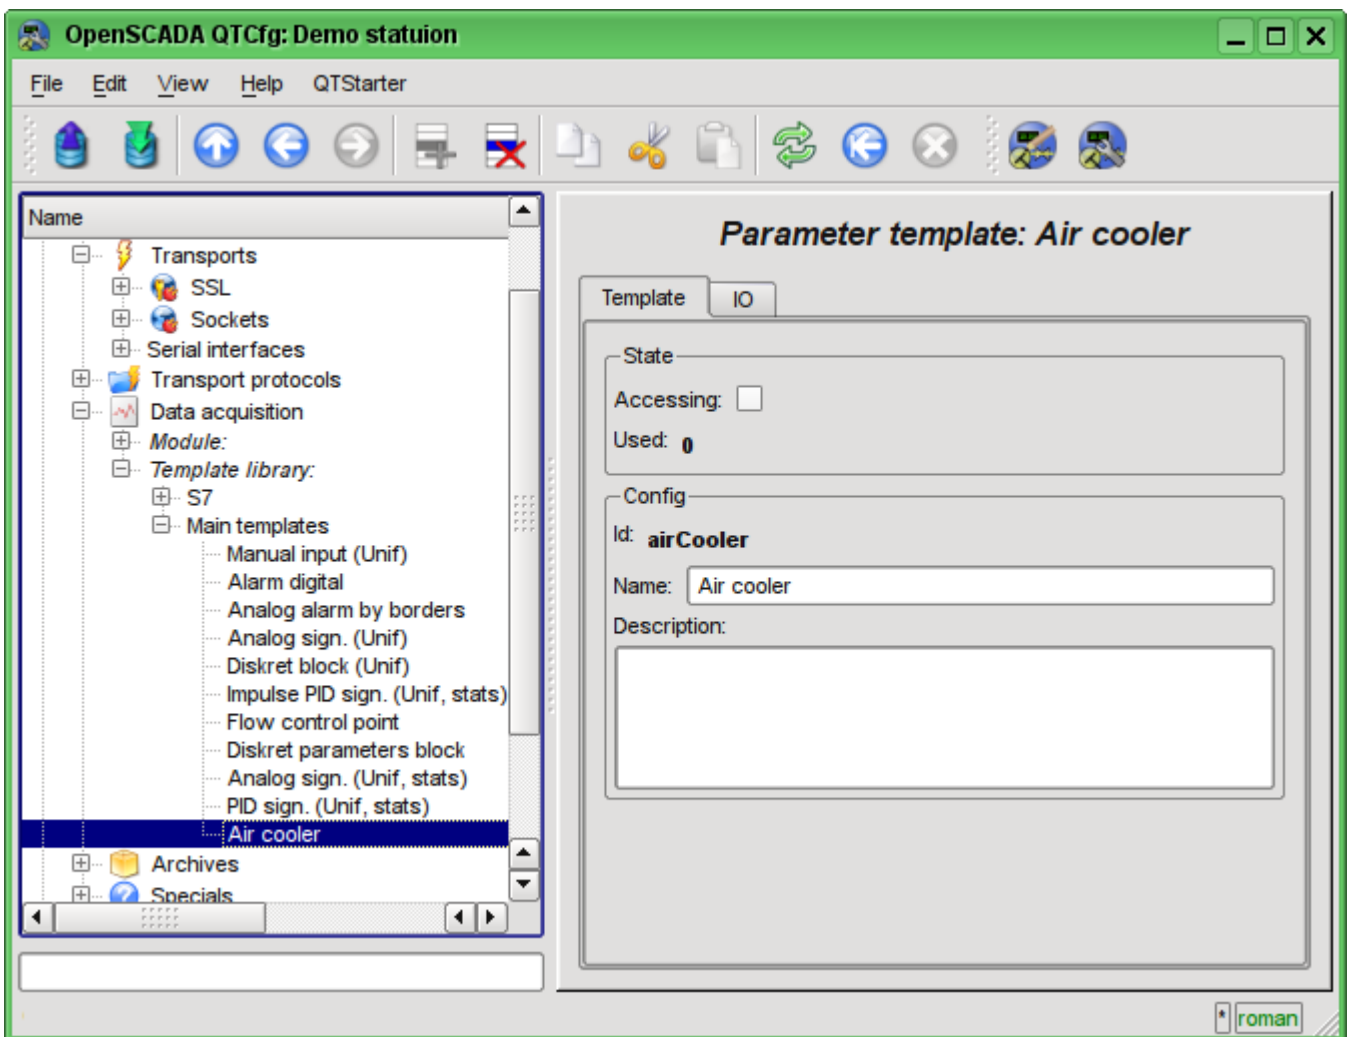 OpenSCADA QTCfg: Demo statuion
File Edit View Help QTStarter
Name
Transports
SSL
Sockets
Serial interfaces
Transport protocols
Data acquisition
Module:
Template library:
S7
Main templates
Manual input (Unif)
Alarm digital
Analog alarm by borders
Analog sign. (Unif)
Diskret block (Unif)
Impulse PID sign. (Unif, stats)
Flow control point
Diskret parameters block
Analog sign. (Unif, stats)
PID sign. (Unif, stats)
Air cooler
Archives
Specials
Parameter template: Air cooler
Template IO
State
Accessing:
Used: 0
Config
Id: airCooler
Name: Air cooler
Description:
* roman